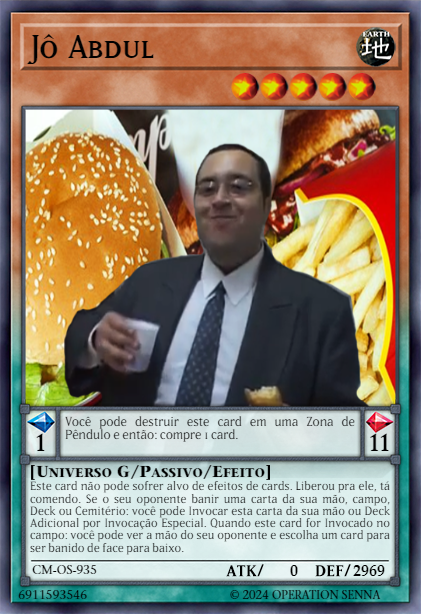 Jô Abdul
EARTH
地
Você pode destruir este card em uma Zona de
Pêndulo e então: compre 1 card.
1
11
[Universo G/Passivo/Efeito]
Este card não pode sofrer alvo de efeitos de cards. Liberou pra ele, tá
comendo. Se o seu oponente banir uma carta da sua mão, campo,
Deck ou Cemitério: você pode Invocar esta carta da sua mão ou Deck
Adicional por Invocação Especial. Quando este card for Invocado no
campo: você pode ver a mão do seu oponente e escolha um card para
ser banido de face para baixo.
CM-OS-935
ATK/ 0 DEF/2969
6911593546
© 2024 OPERATION SENNA